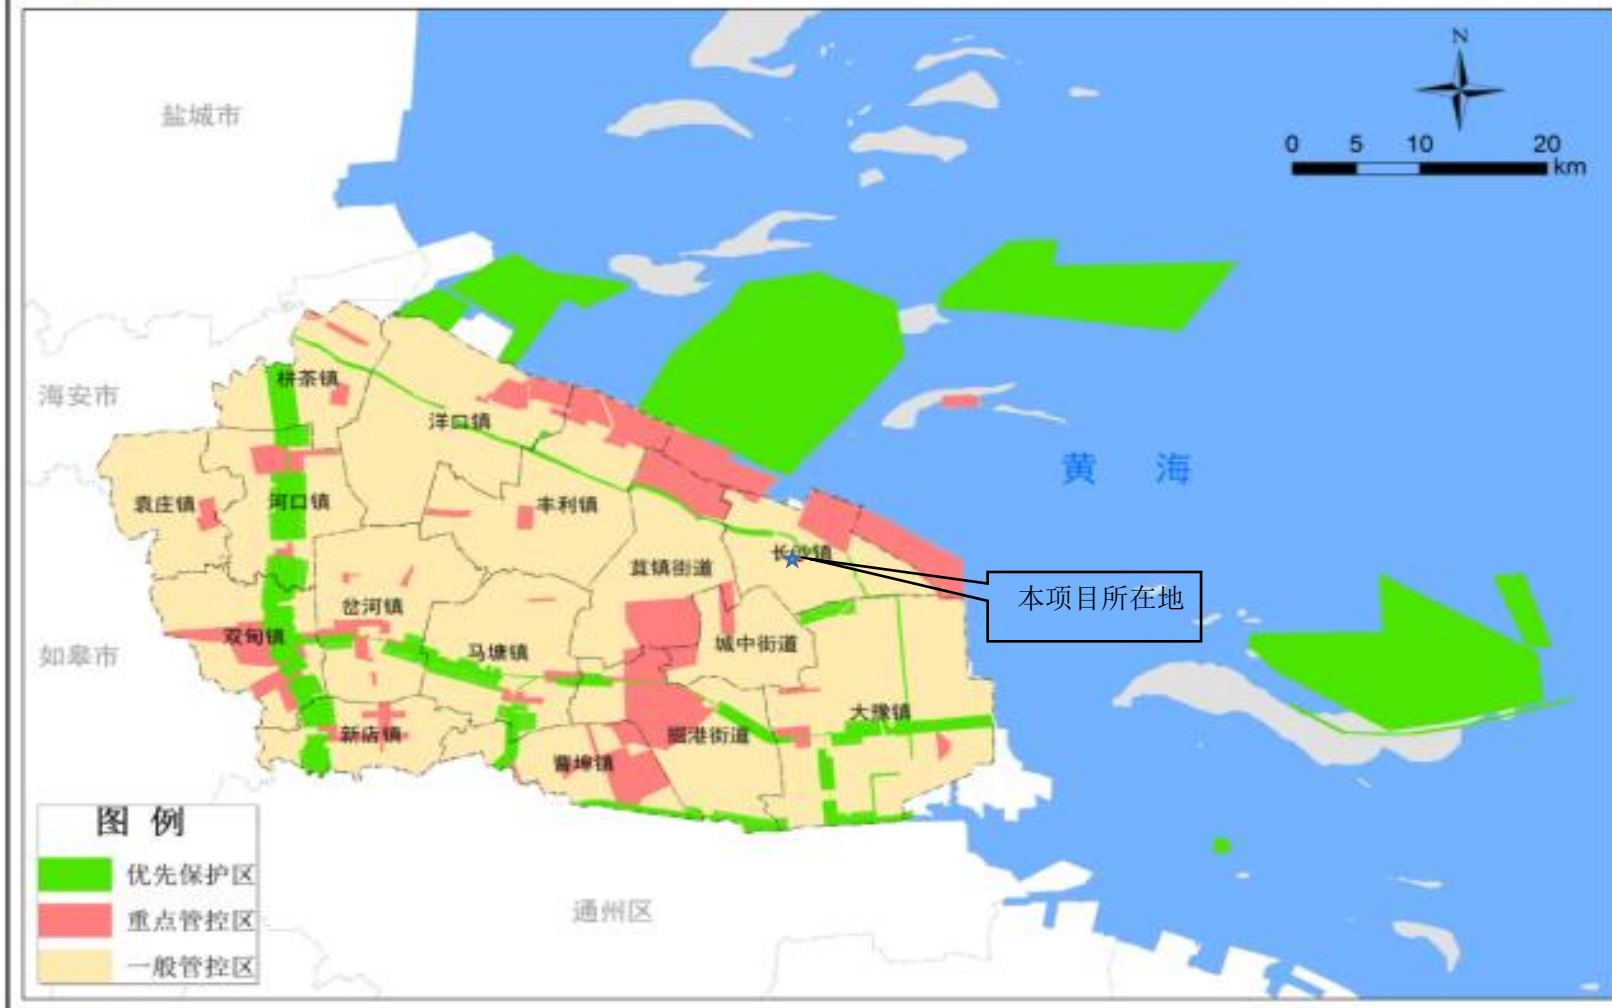 N
0 5 10 20
km
盐城市
海安市
栟茶镇
洋口镇
黄 海
袁庄镇
河口镇
丰利镇
长沙镇
苴镇街道
本项目所在地
岔河镇
双甸镇
马塘镇
城中街道
如皋市
大豫镇
新店镇
掘港街道
曹埠镇
图 例
优先保护区
重点管控区
一般管控区
通州区